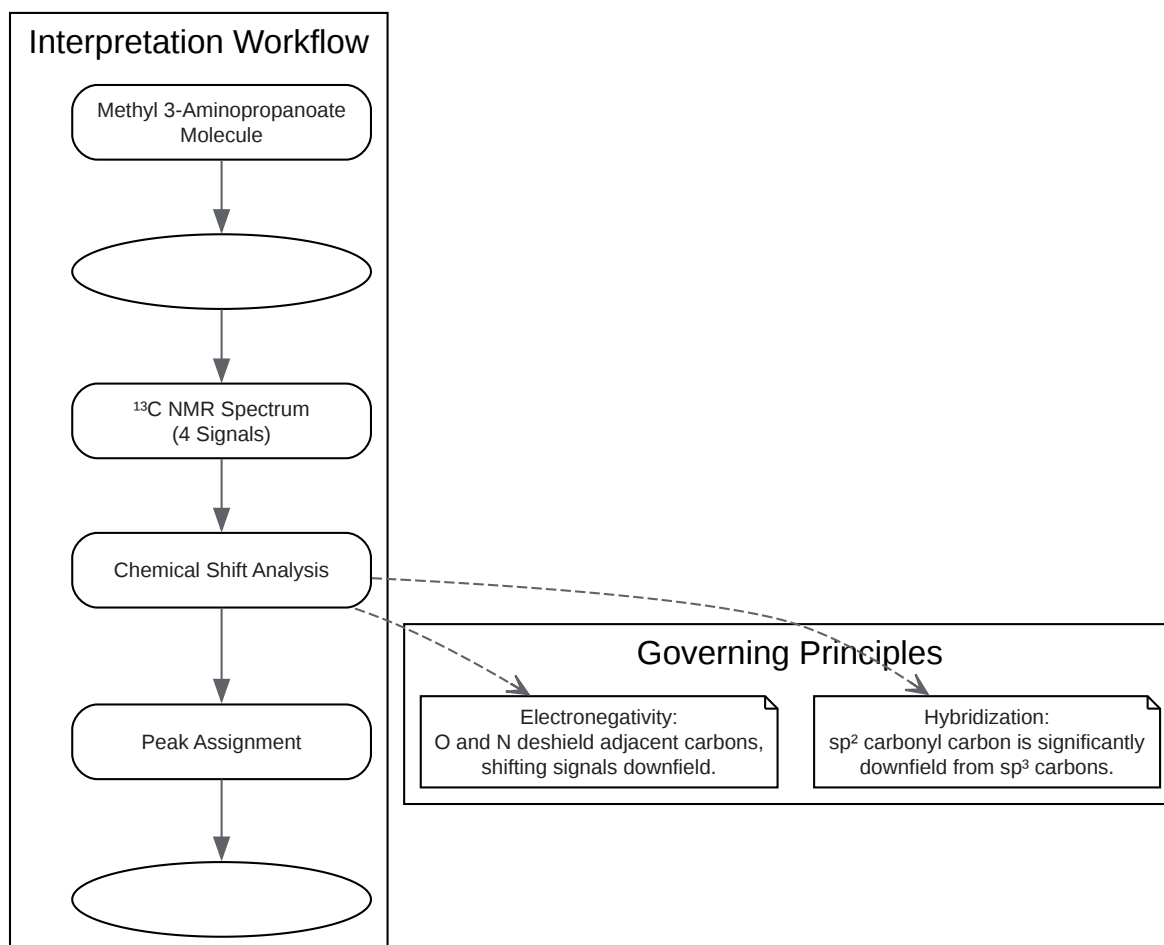 Interpretation Workflow
Methyl 3-Aminopropanoate
Molecule
¹³C NMR Spectrum
(4 Signals)
Chemical Shift Analysis
Peak Assignment
Governing Principles
Electronegativity:
O and N deshield adjacent carbons,
shifting signals downfield.
Hybridization:
sp² carbonyl carbon is significantly
downfield from sp³ carbons.